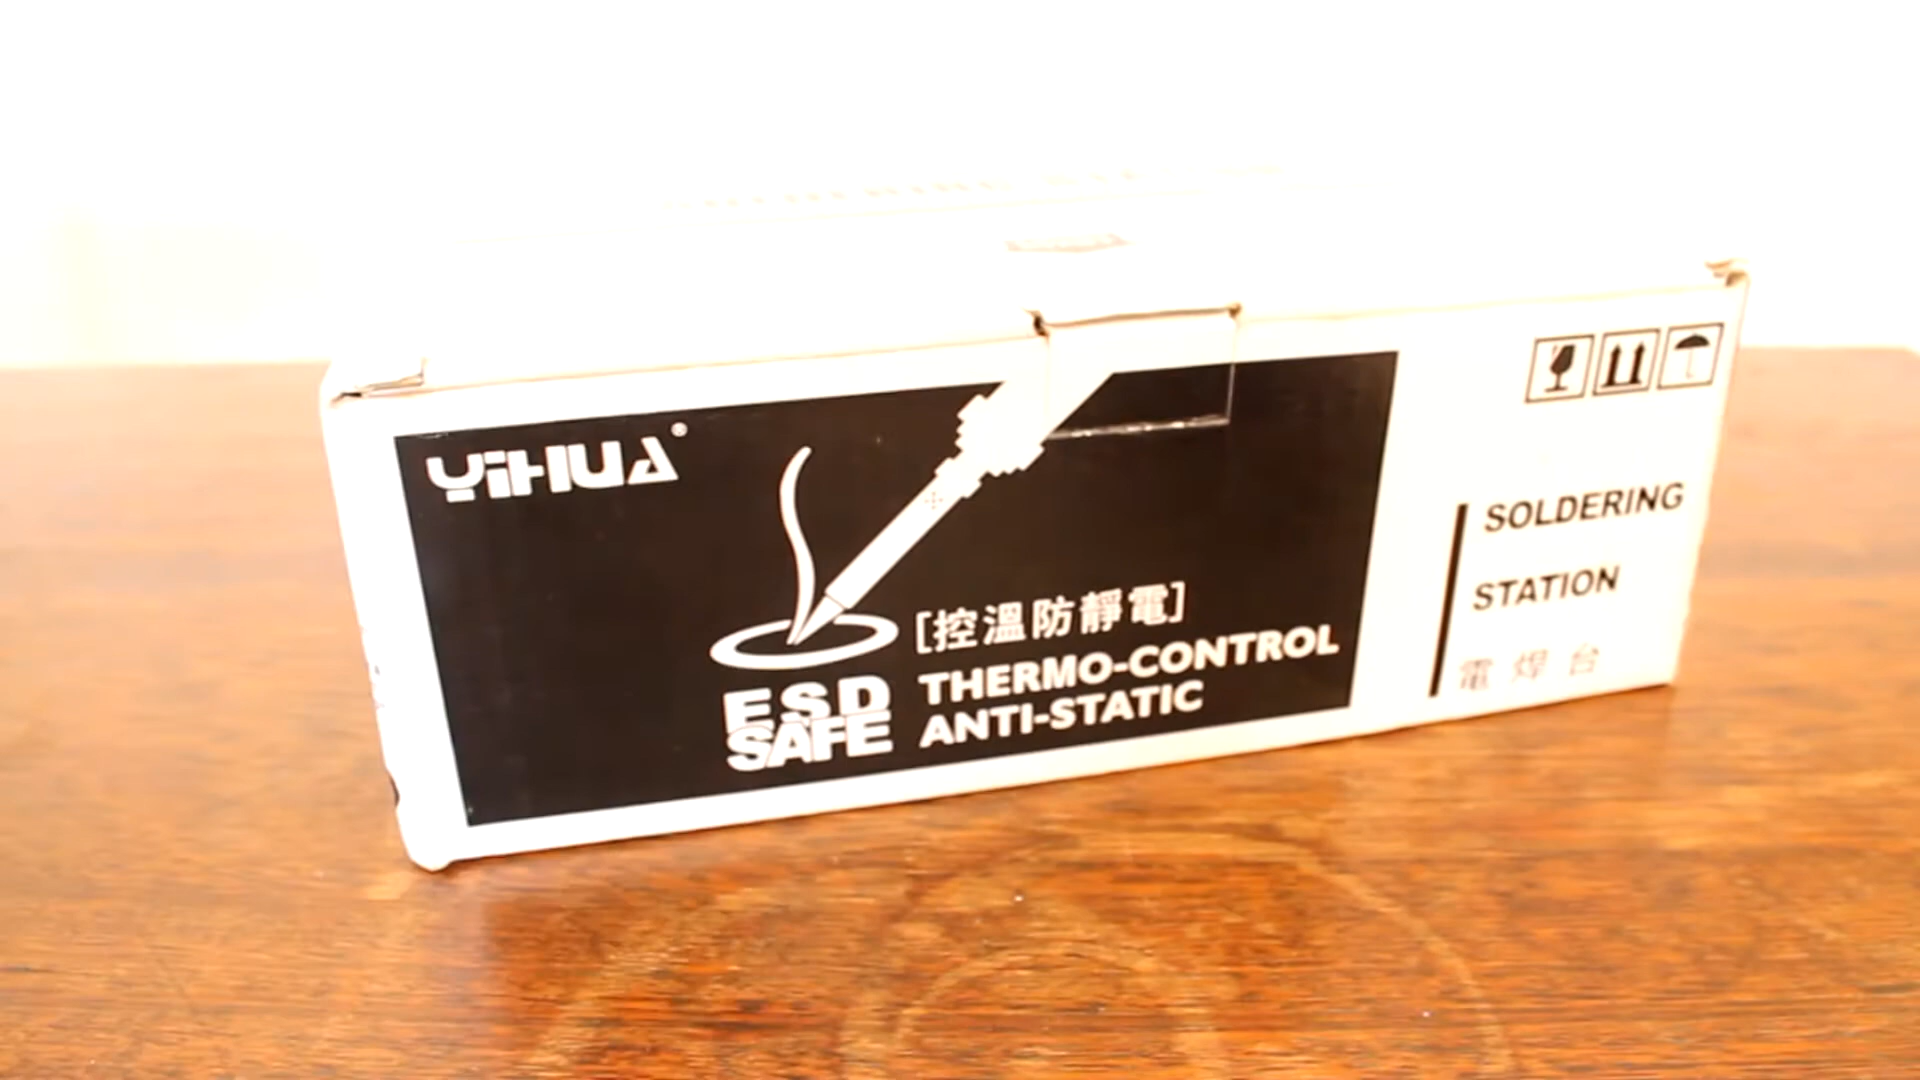 YIHUA®
[控溫防靜電]
ESD
SAFE
THERMO-CONTROL
ANTI-STATIC
SOLDERING
STATION
電焊台